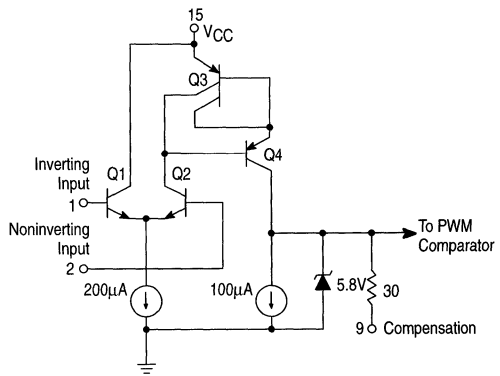 15
VCC
Q3
Q4
Inverting
Input
1
Q1
Q2
Noninverting
Input
2
To PWM
Comparator
200μA
100μA
5.8V
30
9
Compensation